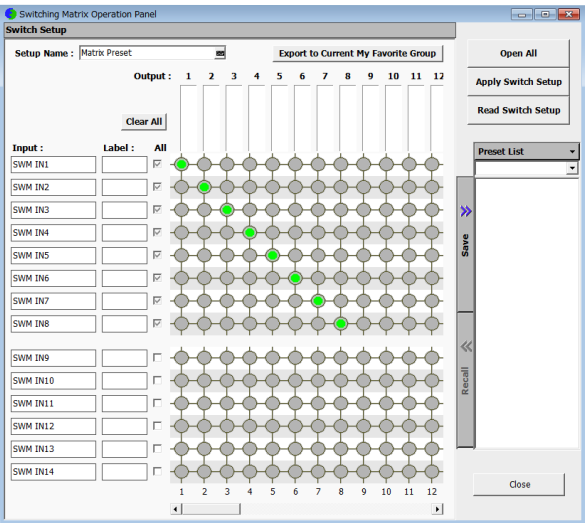 Switching Matrix Operation Panel
Switch Setup
Setup Name : Matrix Preset
Export to Current My Favorite Group
Open All
Output : 1 2 3 4 5 6 7 8 9 10 11 12
Apply Switch Setup
Read Switch Setup
Clear All
Input : Label : All
Preset List
SWM IN1
SWM IN2
SWM IN3
SWM IN4
SWM IN5
SWM IN6
SWM IN7
SWM IN8
Save
SWM IN9
SWM IN10
SWM IN11
SWM IN12
SWM IN13
SWM IN14
Recall
Close
1 2 3 4 5 6 7 8 9 10 11 12